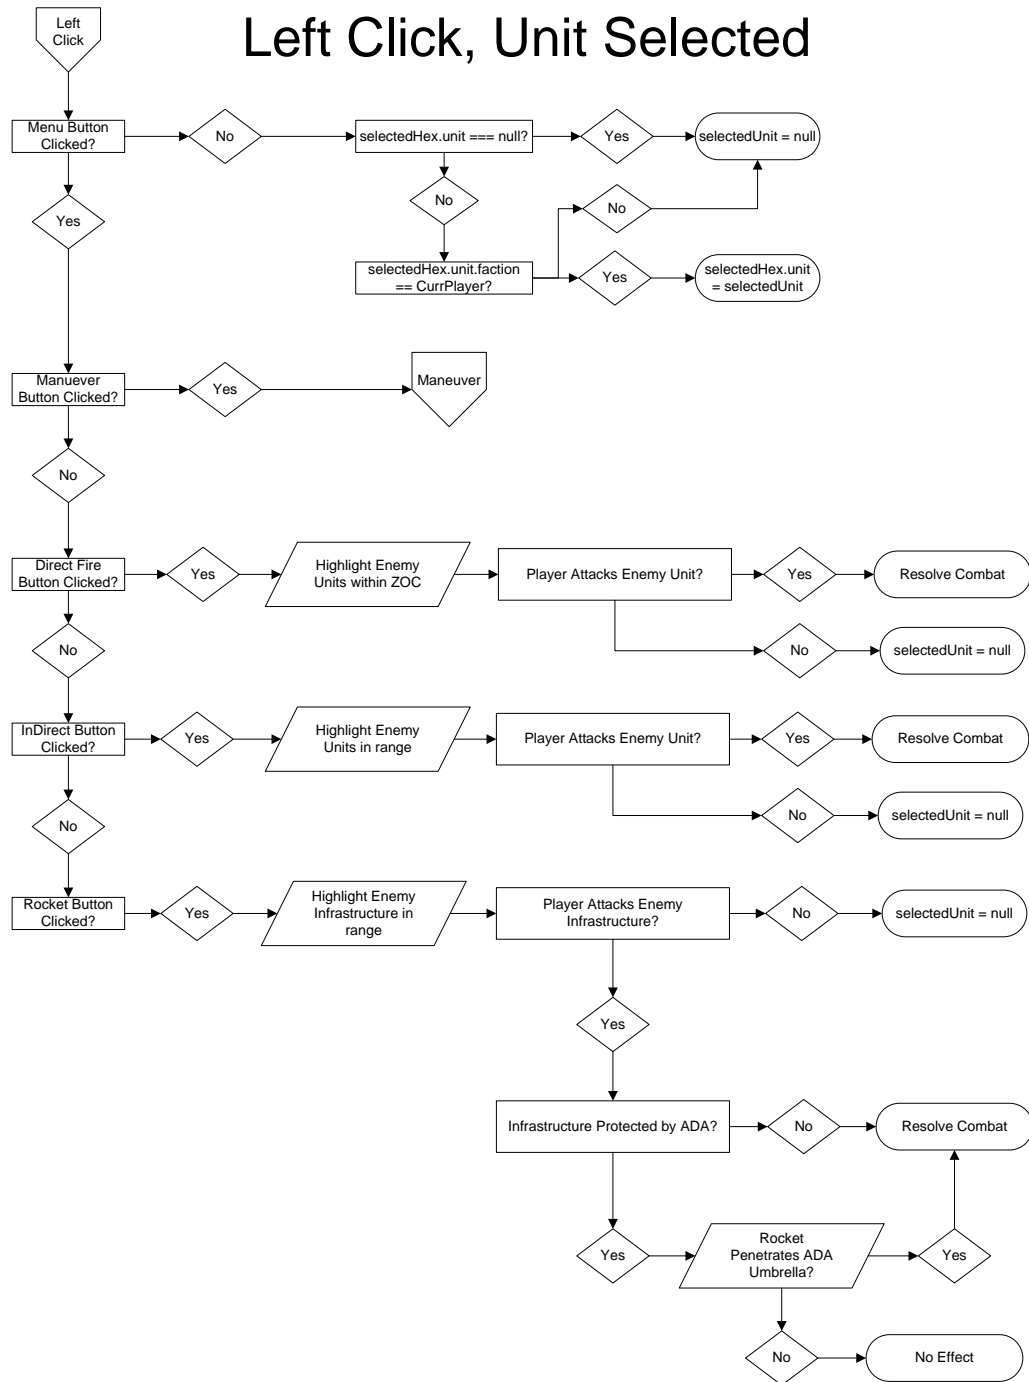 Left Click, Unit Selected
Left
Click
Menu Button
Clicked?
No
selectedHex.unit === null?
Yes
selectedUnit = null
Yes
No
No
selectedHex.unit.faction
== CurrPlayer?
Yes
selectedHex.unit
= selectedUnit
Manuever
Button Clicked?
Yes
Maneuver
No
Direct Fire
Button Clicked?
Yes
Highlight Enemy
Units within ZOC
Player Attacks Enemy Unit?
Yes
Resolve Combat
No
No
selectedUnit = null
InDirect Button
Clicked?
Yes
Highlight Enemy
Units in range
Player Attacks Enemy Unit?
Yes
Resolve Combat
No
No
selectedUnit = null
Rocket Button
Clicked?
Yes
Highlight Enemy
Infrastructure in
range
Player Attacks Enemy
Infrastructure?
No
selectedUnit = null
Yes
Infrastructure Protected by ADA?
No
Resolve Combat
Yes
Rocket
Penetrates ADA
Umbrella?
Yes
No
No Effect